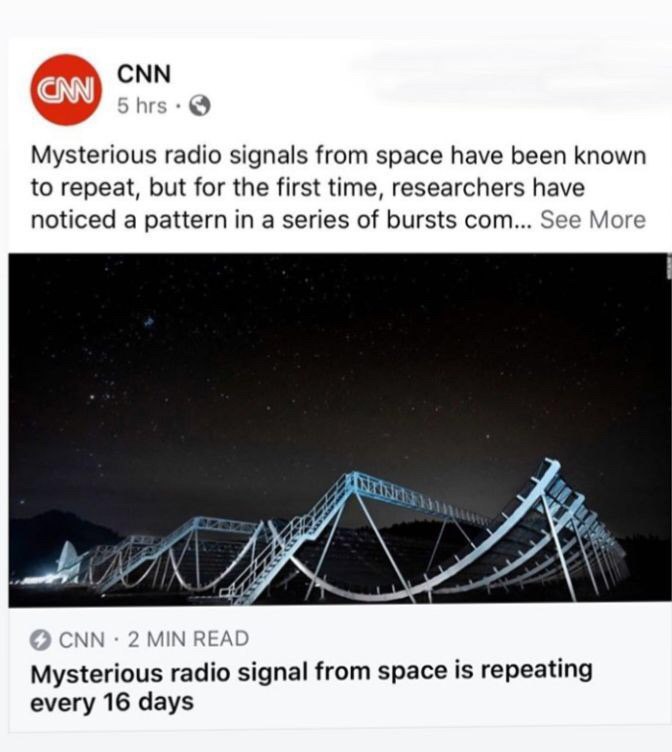 CNN
CNN
5 hrs ·
Mysterious radio signals from space have been known
to repeat, but for the first time, researchers have
noticed a pattern in a series of bursts com... See More
CNN · 2 MIN READ
Mysterious radio signal from space is repeating
every 16 days